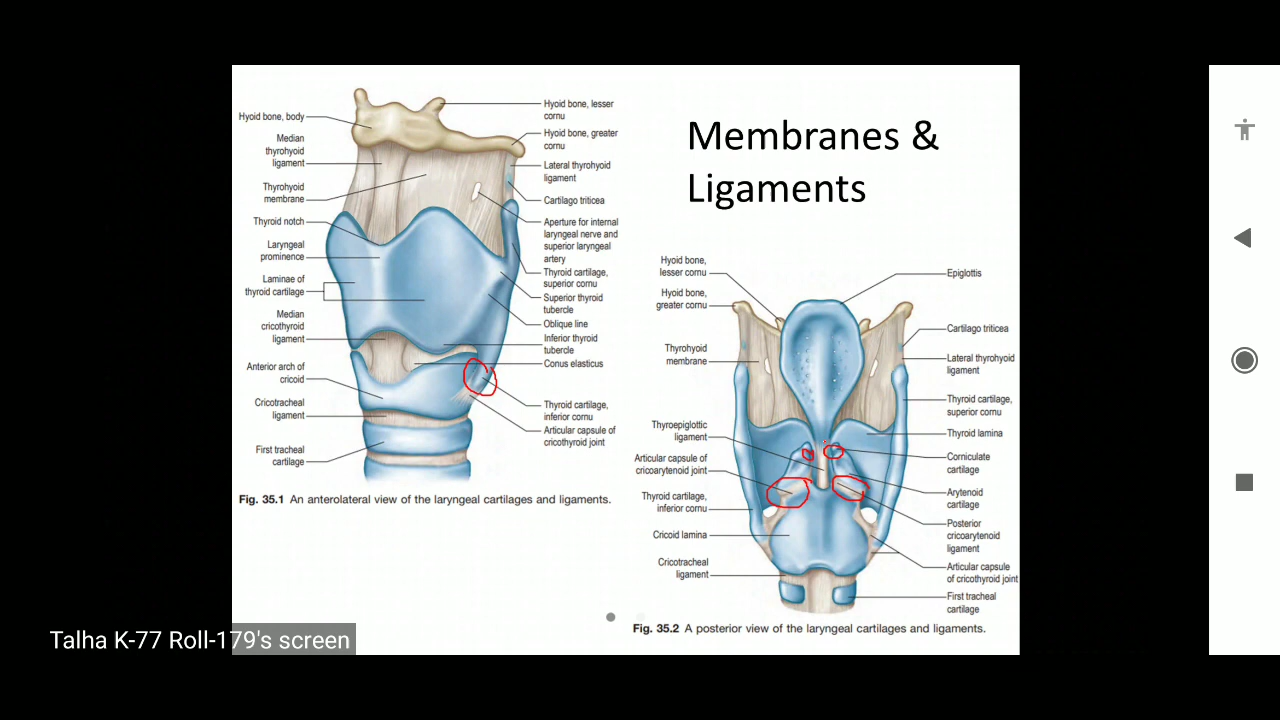 Membranes &
Ligaments
Hyoid bone, body
Median
thyrohyoid
ligament
Thyrohyoid
membrane
Thyroid notch
Laryngeal
prominence
Laminae of
thyroid cartilage
Median
cricothyroid
ligament
Anterior arch of
cricoid
Cricotracheal
ligament
First tracheal
cartilage
Hyoid bone, lesser
cornu
Hyoid bone, greater
cornu
Lateral thyrohyoid
ligament
Cartilago triticea
Aperture for internal
laryngeal nerve and
superior laryngeal
artery
Thyroid cartilage,
superior cornu
Superior thyroid
tubercle
Oblique line
Inferior thyroid
tubercle
Conus elasticus
Thyroid cartilage,
inferior cornu
Articular capsule of
cricothyroid joint
Fig. 35.1 An anterolateral view of the laryngeal cartilages and ligaments.
Hyoid bone,
lesser cornu
Hyoid bone,
greater cornu
Thyrohyoid
membrane
Thyroepiglottic
ligament
Articular capsule of
cricoarytenoid joint
Thyroid cartilage,
inferior cornu
Cricoid lamina
Cricotracheal
ligament
Epiglottis
Cartilago triticea
Lateral thyrohyoid
ligament
Thyroid cartilage,
superior cornu
Thyroid lamina
Corniculate
cartilage
Arytenoid
cartilage
Posterior
cricoarytenoid
ligament
Articular capsule
of cricothyroid joint
First tracheal
cartilage
Fig. 35.2 A posterior view of the laryngeal cartilages and ligaments.
Talha K-77 Roll-179's screen